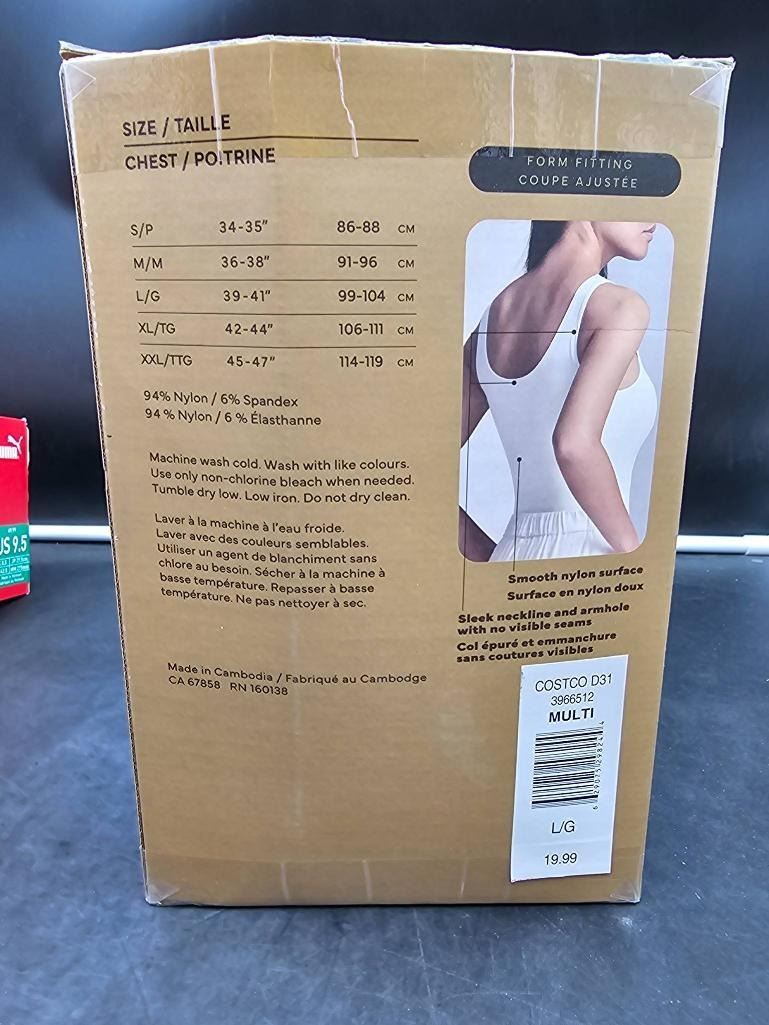 SIZE / TAILLE
CHEST / POITRINE
S/P 34-35" 86-88 CM
M/M 36-38" 91-96 CM
L/G 39-41" 99-104 CM
XL/TG 42-44" 106-111 CM
XXL/TTG 45-47" 114-119 CM
94% Nylon / 6% Spandex
94 % Nylon / 6 % Élasthanne
Machine wash cold. Wash with like colours.
Use only non-chlorine bleach when needed.
Tumble dry low. Low iron. Do not dry clean.
Laver à la machine à l'eau froide.
Laver avec des couleurs semblables.
Utiliser un agent de blanchiment sans
chlore au besoin. Sécher à la machine à
basse température. Repasser à basse
température. Ne pas nettoyer à sec.
Made in Cambodia / Fabriqué au Cambodge
CA 67858 RN 160138
FORM FITTING
COUPE AJUSTÉE
Smooth nylon surface
Surface en nylon doux
Sleek neckline and armhole
with no visible seams
Col épuré et emmanchure
sans coutures visibles
COSTCO D31
3966512
MULTI
L/G
19.99
US 9.5